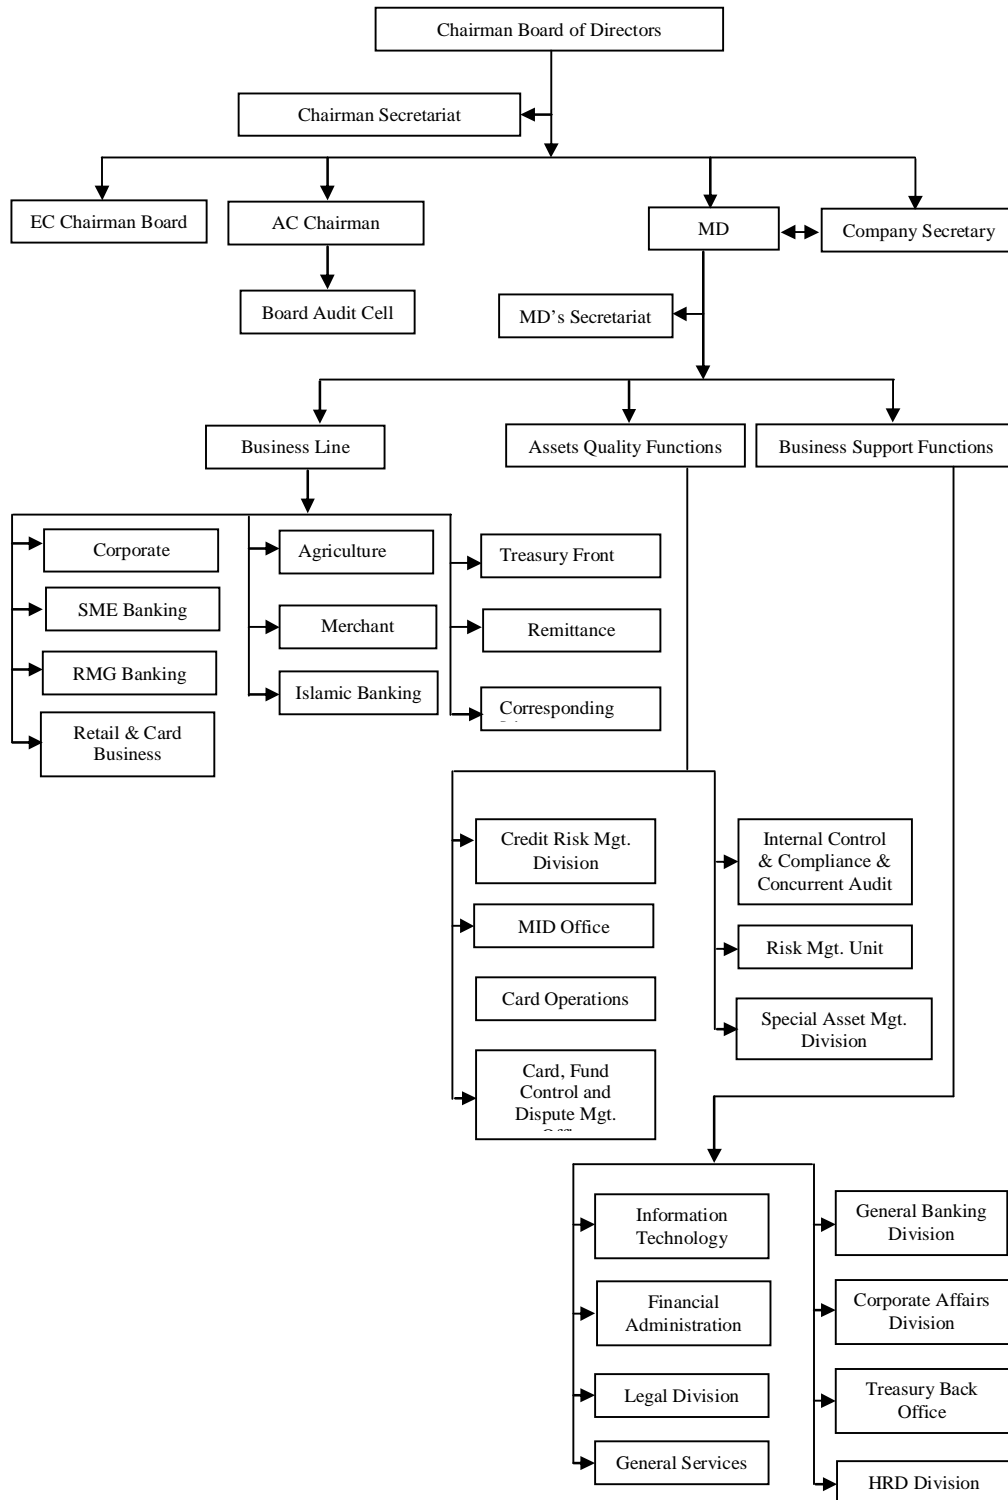 Chairman Board of Directors
Chairman Secretariat
EC Chairman Board
AC Chairman
MD
Company Secretary
Board Audit Cell
MD's Secretariat
Business Line
Assets Quality Functions
Business Support Functions
Corporate
SME Banking
RMG Banking
Retail & Card
Business
Agriculture
Merchant
Islamic Banking
Treasury Front
Remittance
Corresponding
Credit Risk Mgt.
Division
MID Office
Card Operations
Card, Fund
Control and
Dispute Mgt.
Internal Control
& Compliance &
Concurrent Audit
Risk Mgt. Unit
Special Asset Mgt.
Division
Information
Technology
Financial
Administration
Legal Division
General Services
General Banking
Division
Corporate Affairs
Division
Treasury Back
Office
HRD Division